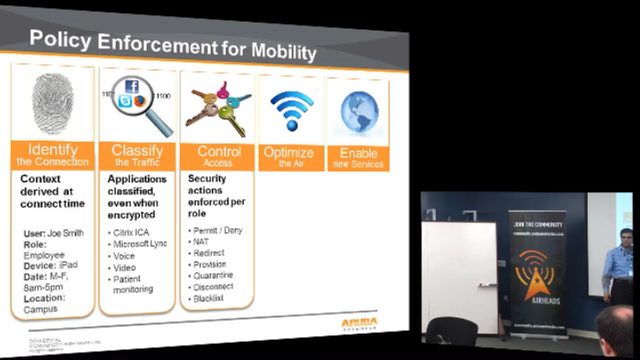 Policy Enforcement for Mobility
1101
1100
Identify
the Connection
Classify
the Traffic
Control
Access
Optimize
the Air
Enable
new Services
Context
derived at
connect time
User: Joe Smith
Role:
Employee
Device: iPad
Date: M-F,
8am-5pm
Location:
Campus
Applications
classified,
even when
encrypted
• Citrix ICA
• Microsoft Lync
• Voice
• Video
• Patient
monitoring
Security
actions
enforced per
role
• Permit / Deny
• NAT
• Redirect
• Provision
• Quarantine
• Disconnect
• Blacklist
ARUBA
NETWORKS
JOIN THE COMMUNITY
AIRHEADS